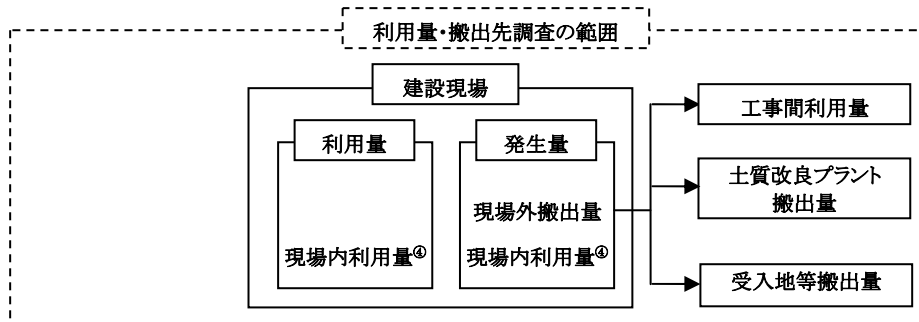 利用量・搬出先調査の範囲
建設現場
利用量
現場内利用量④
発生量
現場外搬出量
現場内利用量④
工事間利用量
土質改良プラント
搬出量
受入地等搬出量